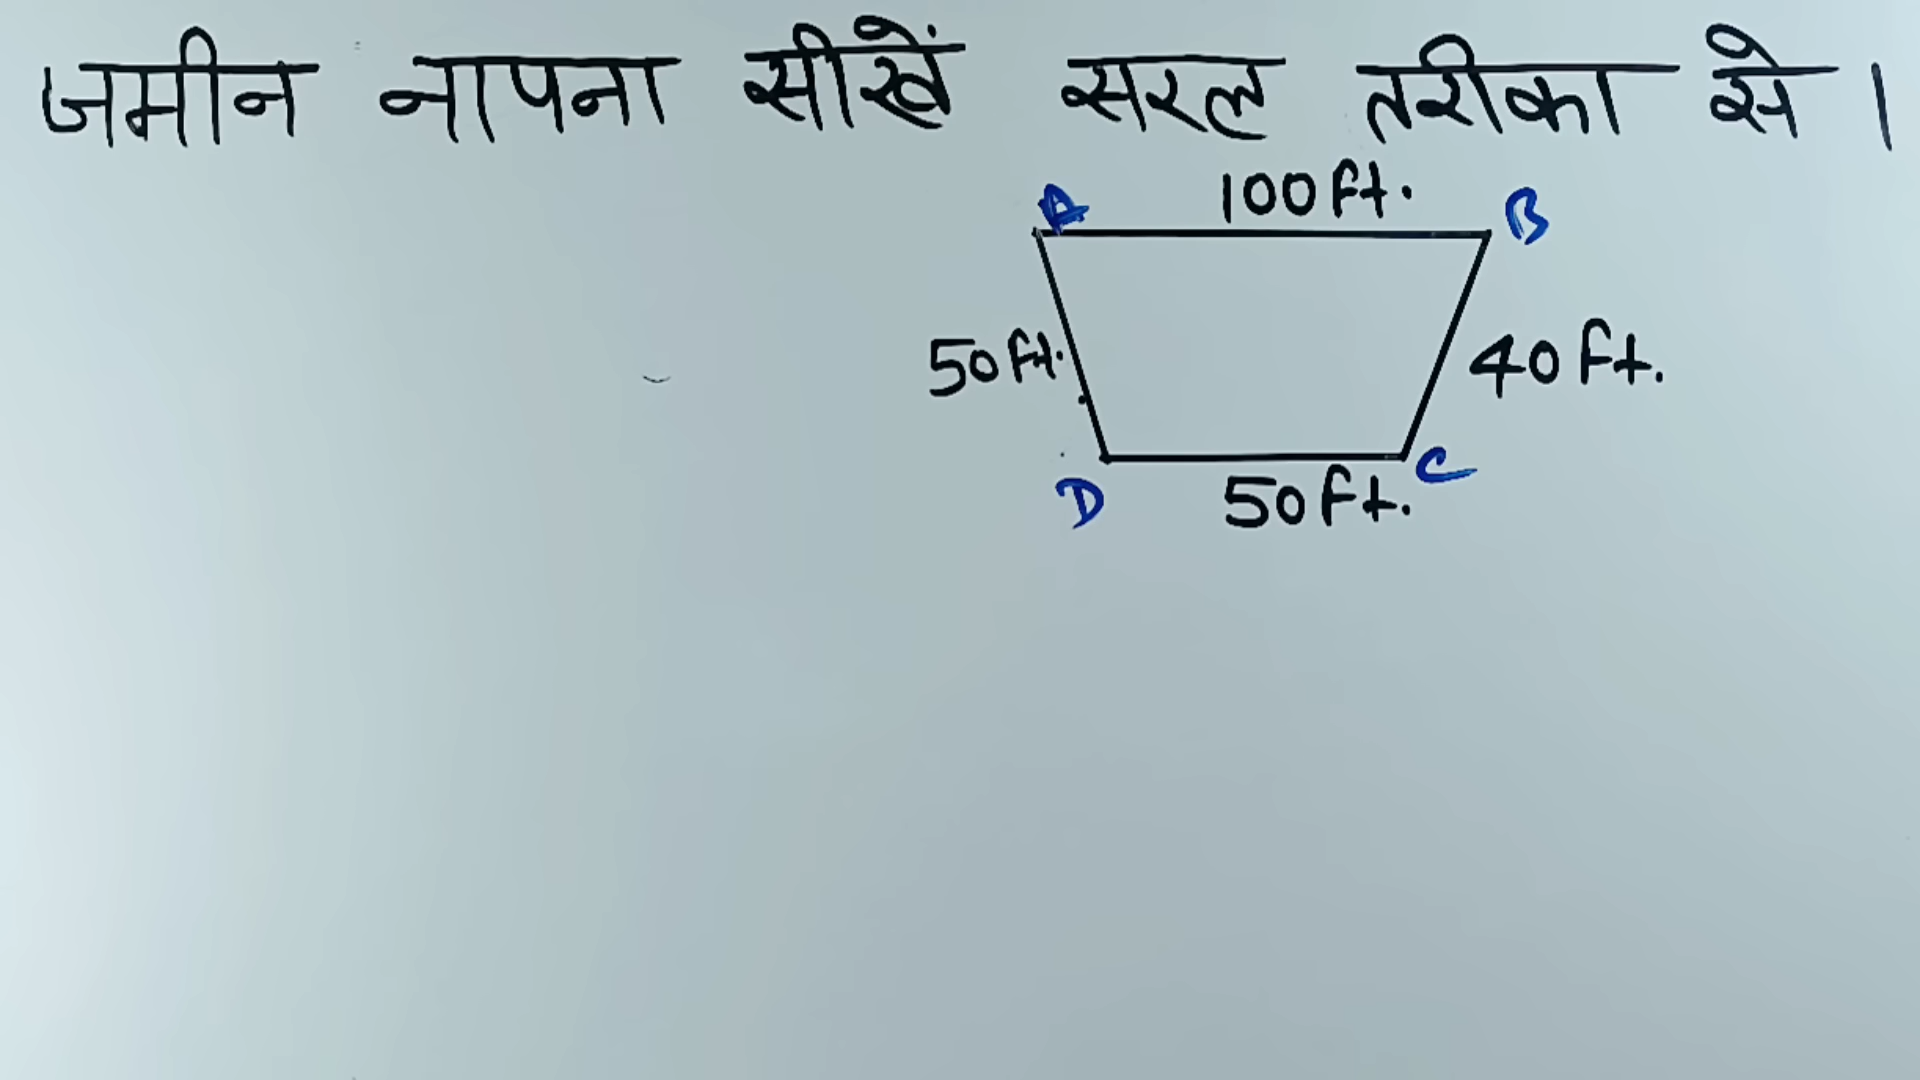 जमीन नापना सीखें सरल तरीका से।
100 ft.
A
B
50 ft.
40 ft.
D
C
50 ft.